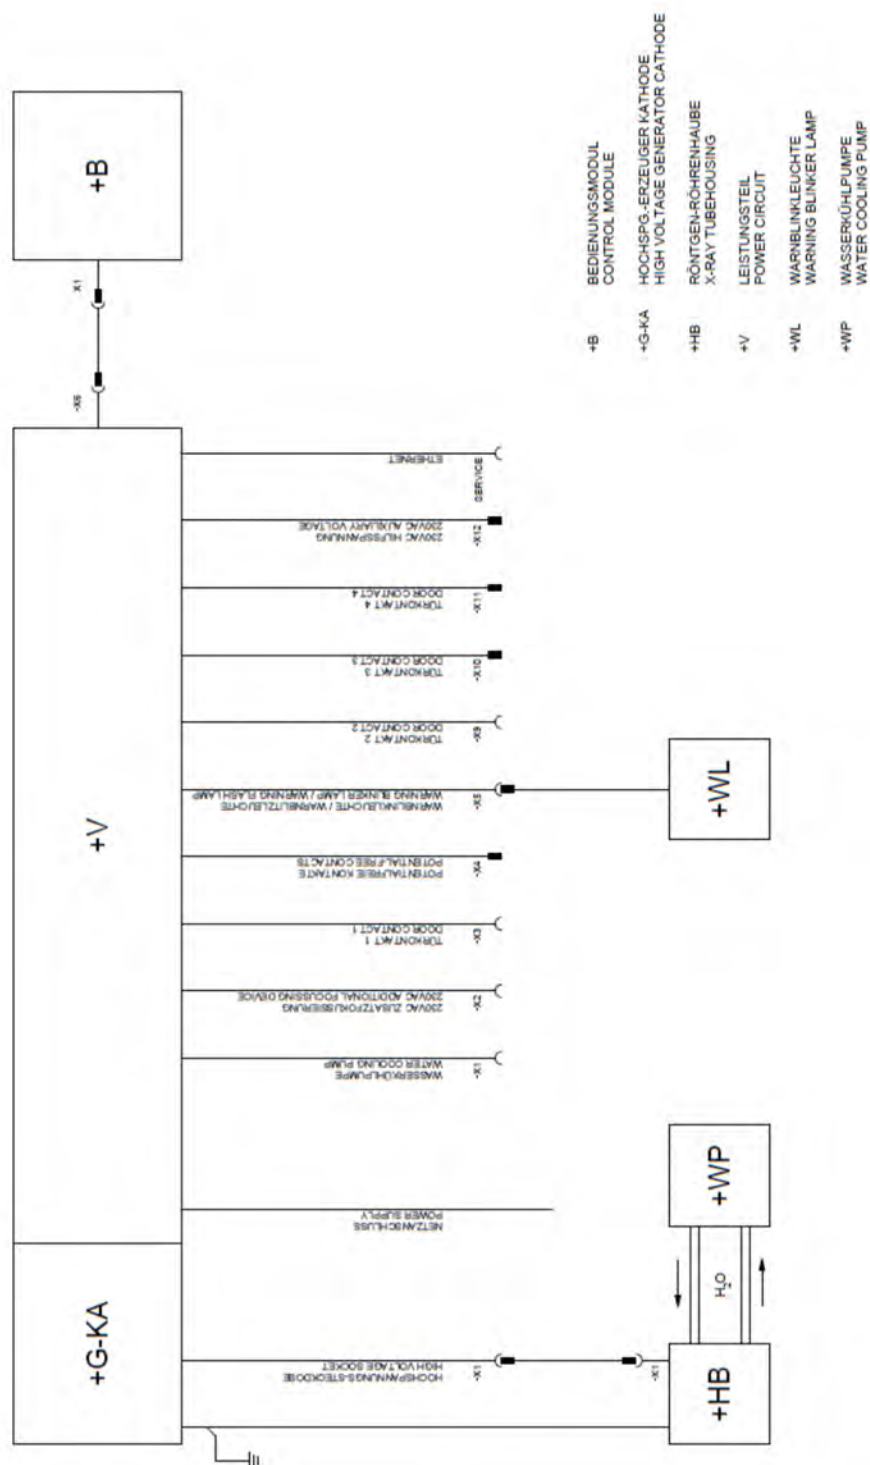 +G-KA
+V
+B
-X6
-X1
HOCHSPANNUNGS-STECKDOSE
HIGH VOLTAGE SOCKET
-X1
-X1
NETZANSCHLUSS
POWER SUPPLY
WASSERKÜHLPUMPE
WATER COOLING PUMP
-X1
230VAC ZUSATZFOKUSSIERUNG
230VAC ADDITIONAL FOCUSSING DEVICE
-X2
TÜRKONTAKT 1
DOOR CONTACT 1
-X3
POTENTIALFREIE KONTAKTE
POTENTIAL-FREE CONTACTS
-X4
WARNBLINKLEUCHTE / WARNBLITZLEUCHTE
WARNING BLINKER LAMP / WARNING FLASH LAMP
-X5
TÜRKONTAKT 2
DOOR CONTACT 2
-X9
TÜRKONTAKT 3
DOOR CONTACT 3
-X10
TÜRKONTAKT 4
DOOR CONTACT 4
-X11
230VAC HILFSSPANNUNG
230VAC AUXILIARY VOLTAGE
-X12
ETHERNET
SERVICE
+HB
H2O
+WP
+WL
+B BEDIENUNGSMODUL
CONTROL MODULE
+G-KA HOCHSPG.-ERZEUGER KATHODE
HIGH VOLTAGE GENERATOR CATHODE
+HB RÖNTGEN-RÖHRENHAUBE
X-RAY TUBEHOUSING
+V LEISTUNGSTEIL
POWER CIRCUIT
+WL WARNBLINKLEUCHTE
WARNING BLINKER LAMP
+WP WASSERKÜHLPUMPE
WATER COOLING PUMP